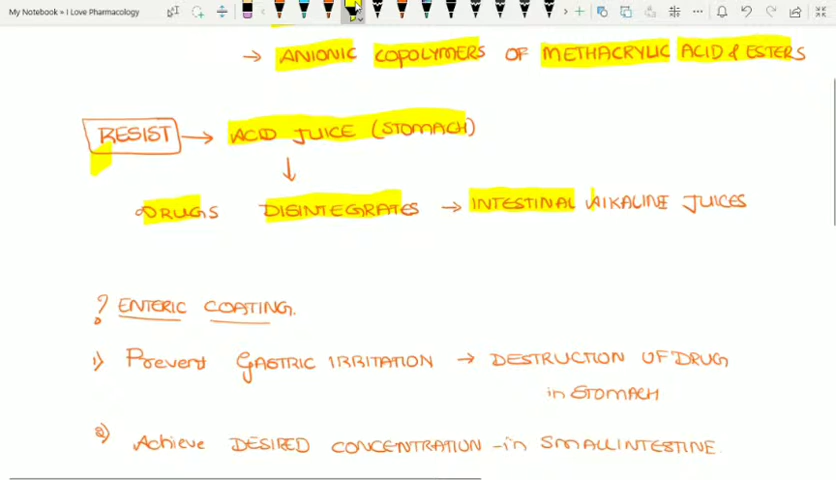 My Notebook » I Love Pharmacology
→ ANIONIC COPOLYMERS OF METHACRYLIC ACID & ESTERS
RESIST → ACID JUICE (STOMACH)
↓
DRUGS DISINTEGRATES → INTESTINAL AlKALINE JUICES
? ENTERIC COATING.
1) Prevent GASTRIC IRRITATION → DESTRUCTION OF DRUG
in STOMACH
2) Achieve DESIRED CONCENTRATION - in SMALL INTESTINE.